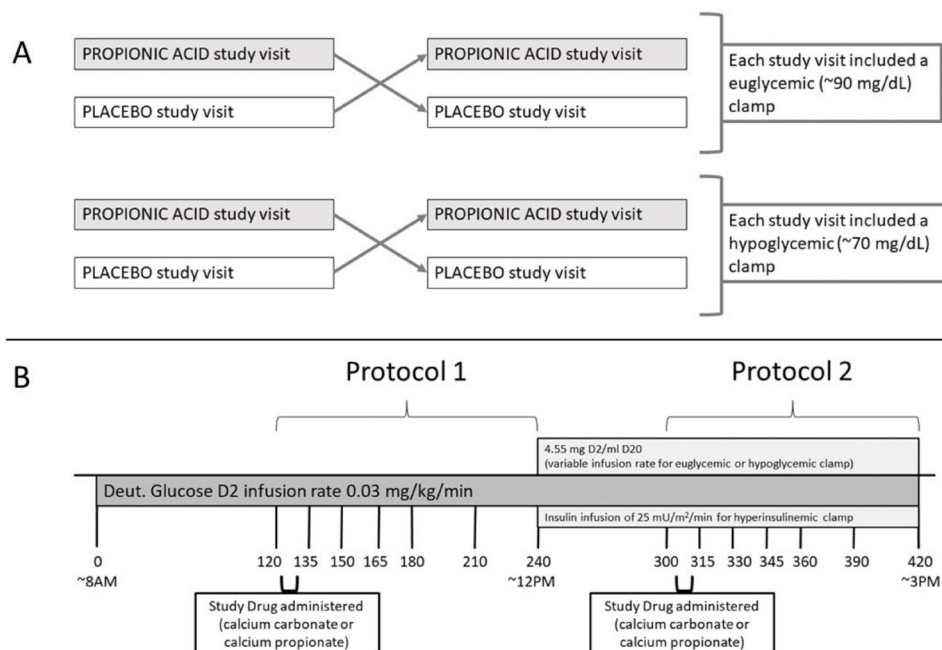 A
PROPIONIC ACID study visit
PROPIONIC ACID study visit
PLACEBO study visit
PLACEBO study visit
Each study visit included a
euglycemic (~90 mg/dL)
clamp
PROPIONIC ACID study visit
PROPIONIC ACID study visit
PLACEBO study visit
PLACEBO study visit
Each study visit included a
hypoglycemic (~70 mg/dL)
clamp
B
Protocol 1
Protocol 2
4.55 mg D2/ml D20
(variable infusion rate for euglycemic or hypoglycemic clamp)
Deut. Glucose D2 infusion rate 0.03 mg/kg/min
Insulin infusion of 25 mU/m²/min for hyperinsulinemic clamp
0 120 135 150 165 180 210 240 300 315 330 345 360 390 420
~8AM ~12PM ~3PM
Study Drug administered
(calcium carbonate or
calcium propionate)
Study Drug administered
(calcium carbonate or
calcium propionate)